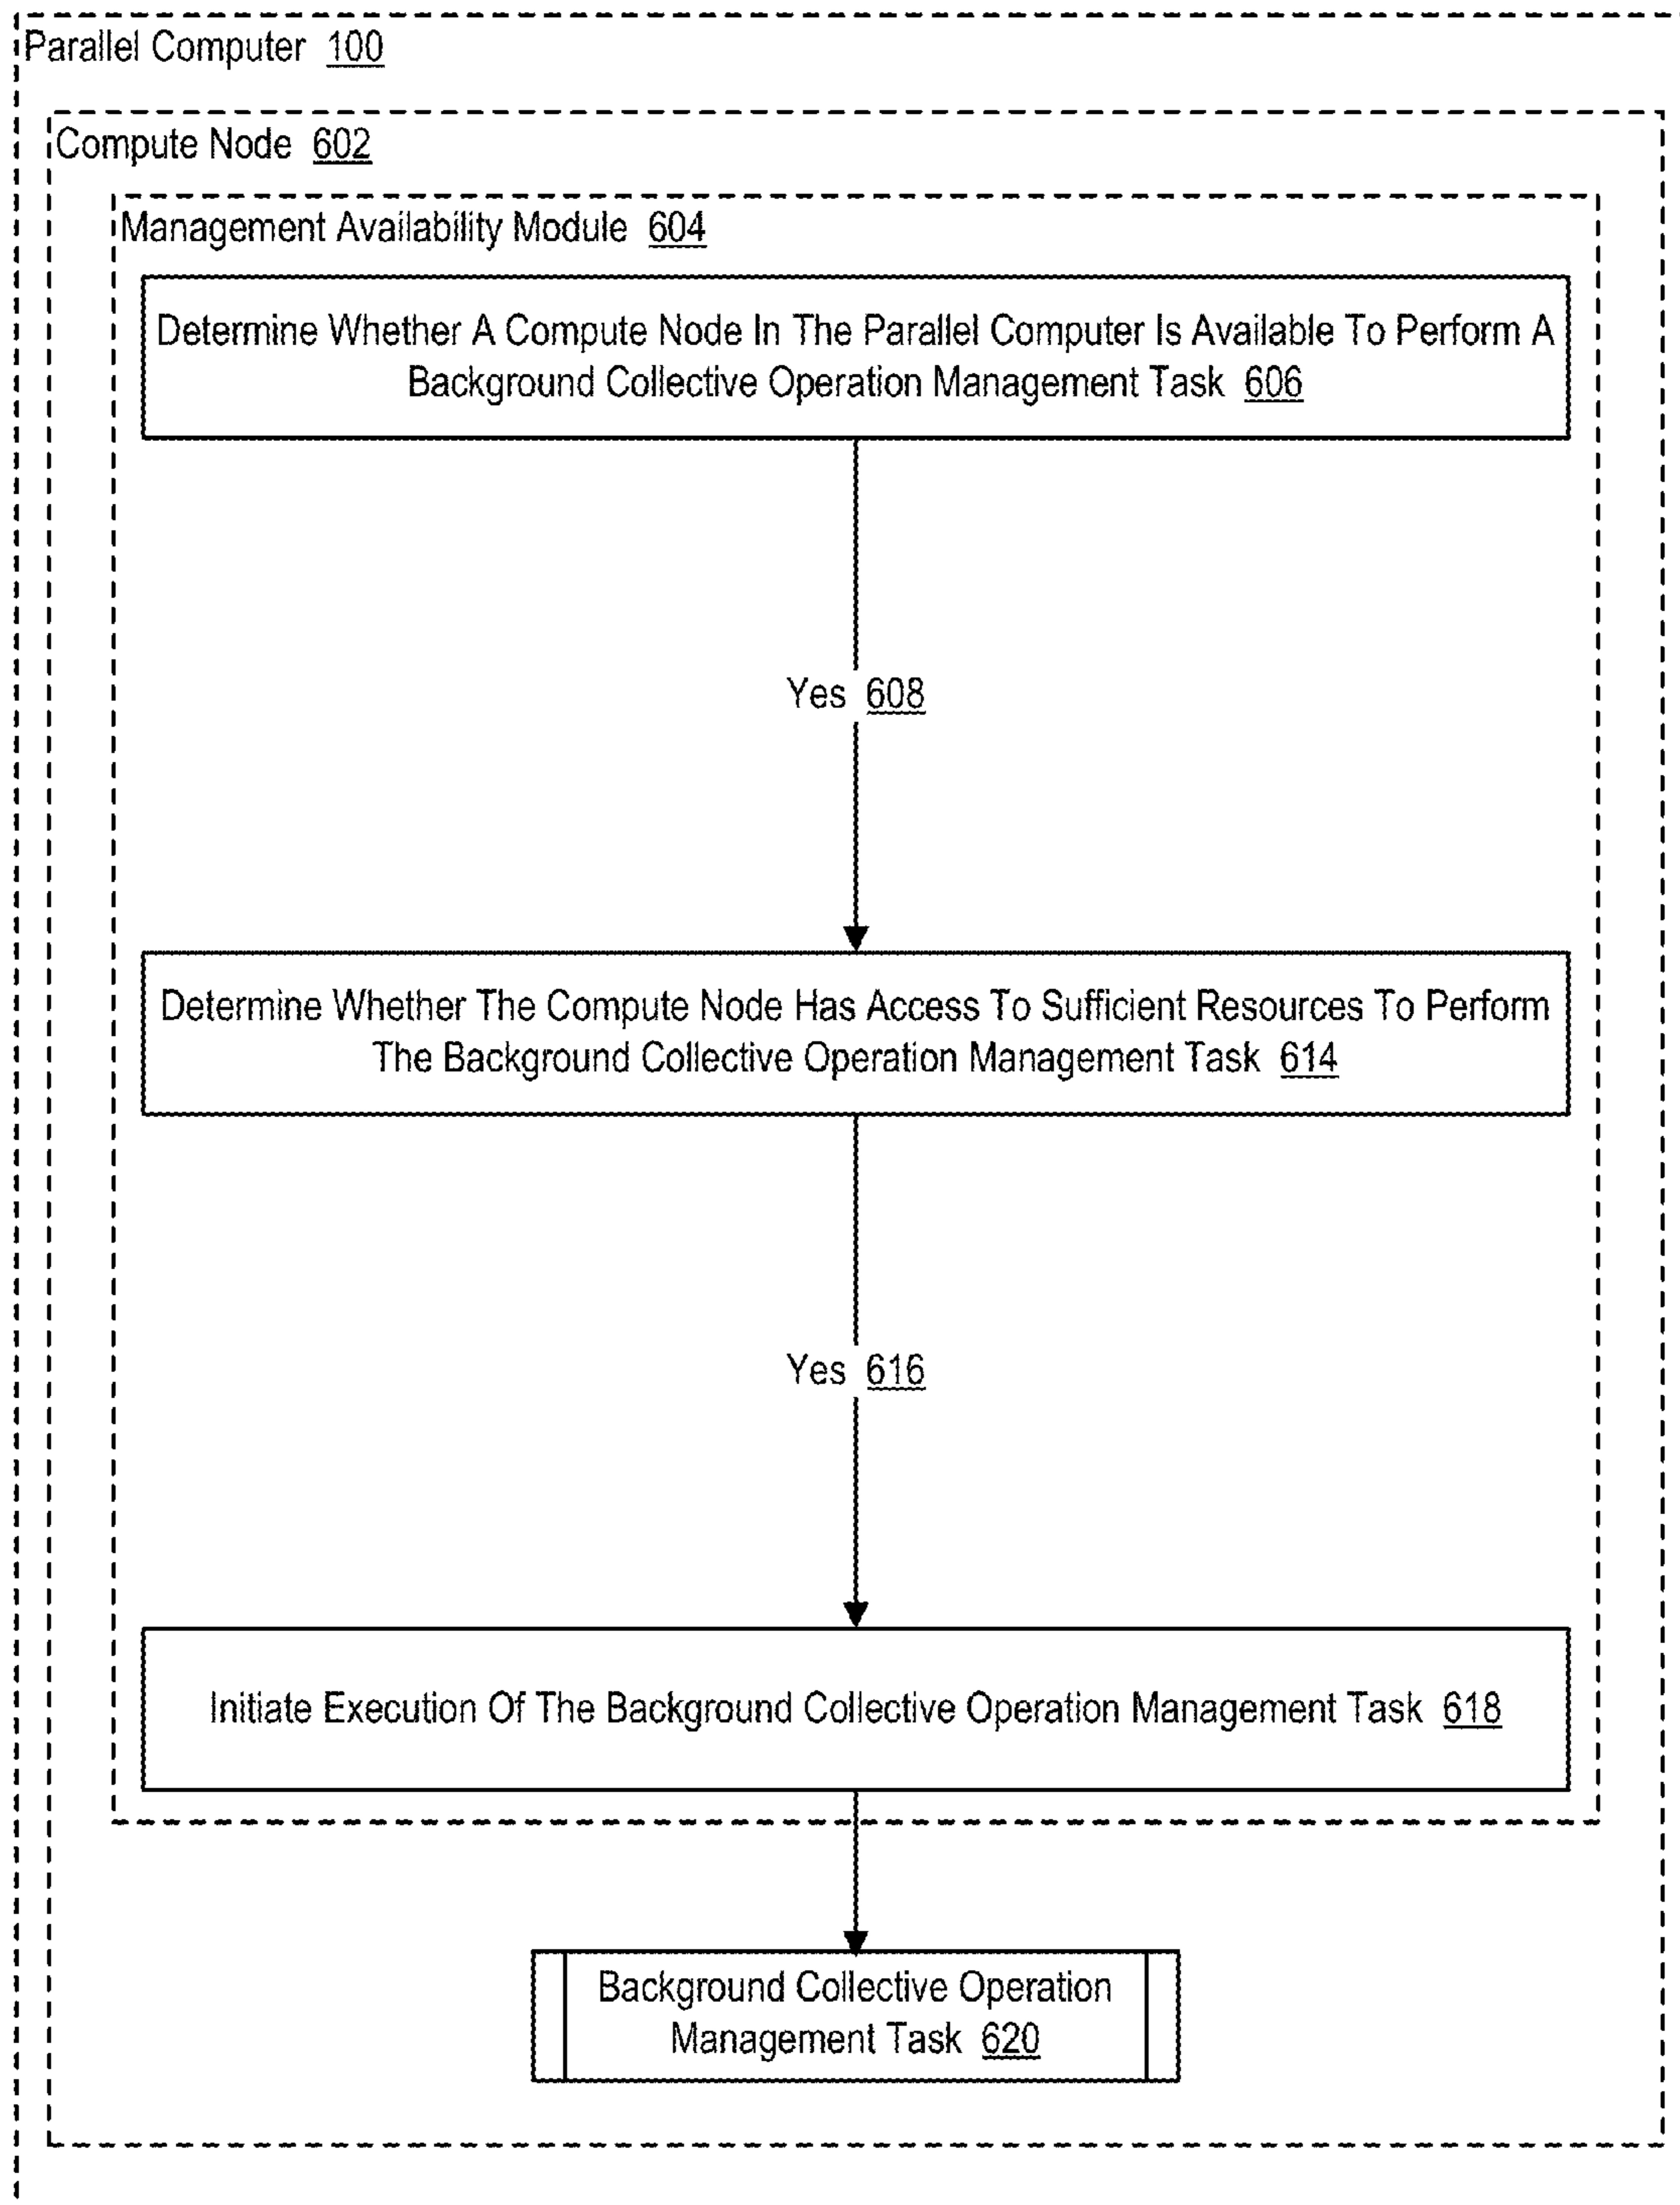 Parallel Computer 100
Compute Node 602
Management Availability Module 604
Determine Whether A Compute Node In The Parallel Computer Is Available To Perform A
Background Collective Operation Management Task 606
Yes 608
Determine Whether The Compute Node Has Access To Sufficient Resources To Perform
The Background Collective Operation Management Task 614
Yes 616
Initiate Execution Of The Background Collective Operation Management Task 618
Background Collective Operation
Management Task 620